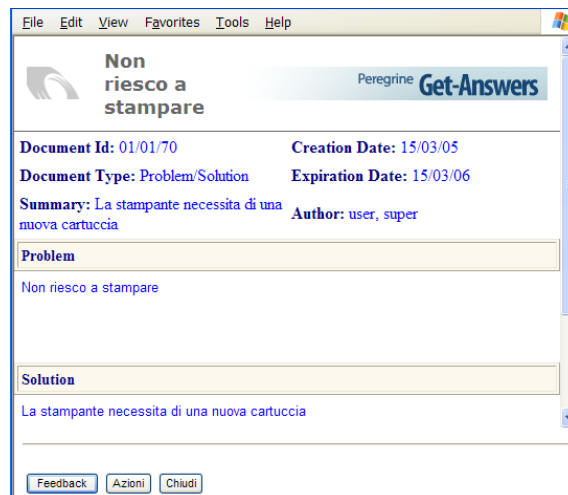 File Edit View Favorites Tools Help
Non
riesco a
stampare
Peregrine Get-Answers
Document Id: 01/01/70 Creation Date: 15/03/05
Document Type: Problem/Solution Expiration Date: 15/03/06
Summary: La stampante necessita di una
nuova cartuccia
Author: user, super
Problem
Non riesco a stampare
Solution
La stampante necessita di una nuova cartuccia
Feedback Azioni Chiudi